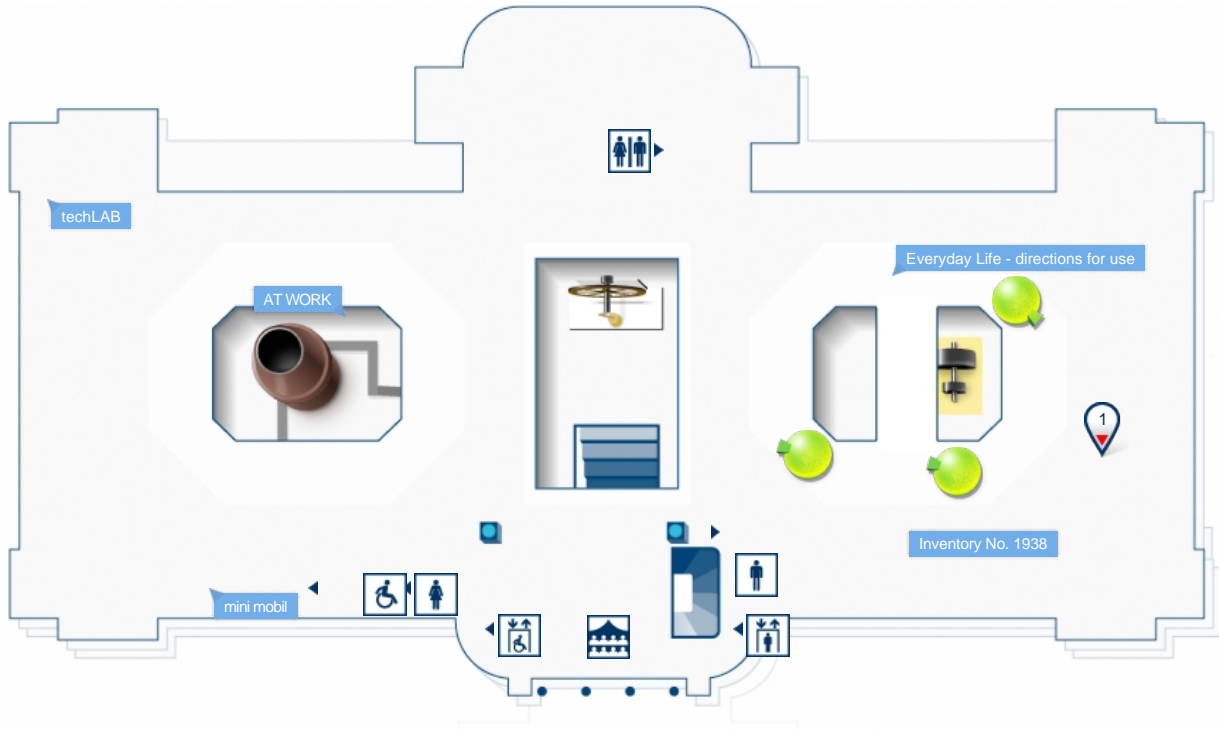 techLAB
Everyday Life - directions for use
AT WORK
1
Inventory No. 1938
mini mobil